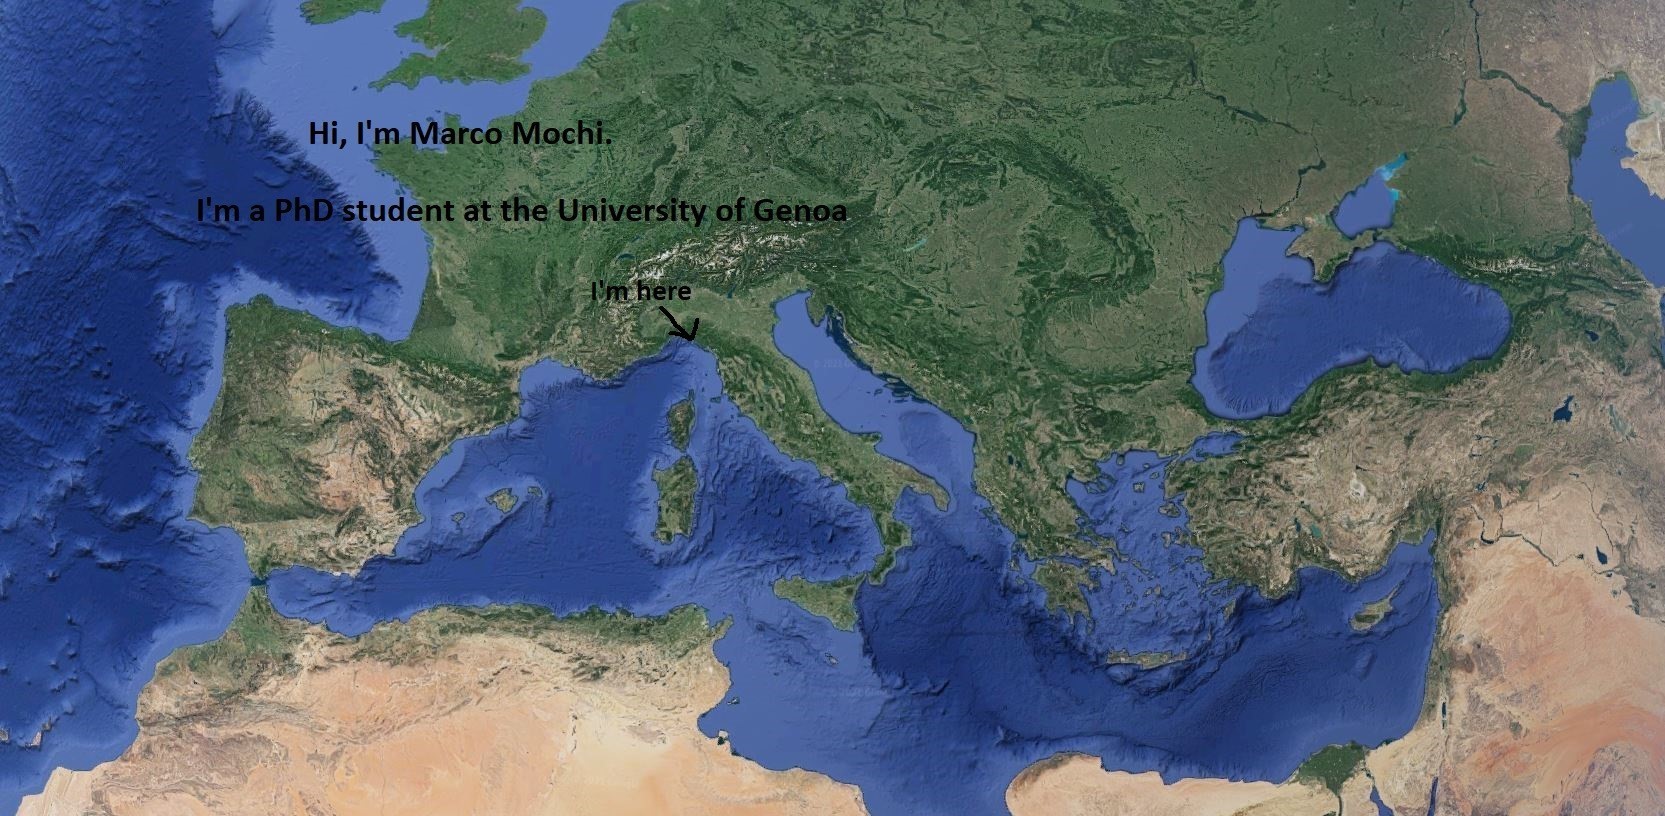 Hi, I'm Marco Mochi.
I'm a PhD student at the University of Genoa
I'm here